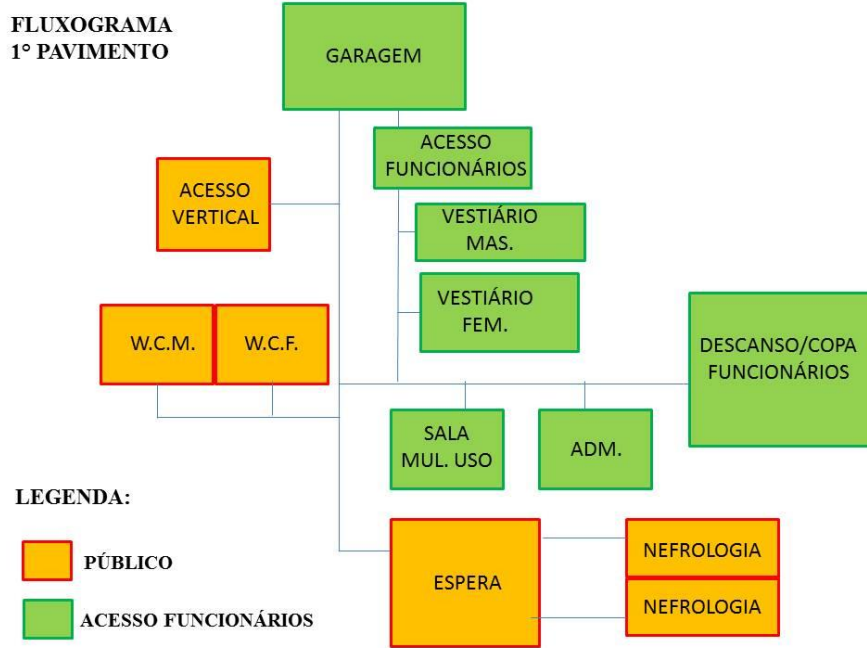 FLUXOGRAMA
1° PAVIMENTO
GARAGEM
ACESSO
FUNCIONÁRIOS
ACESSO
VERTICAL
VESTIÁRIO
MAS.
VESTIÁRIO
FEM.
W.C.M.
W.C.F.
DESCANSO/COPA
FUNCIONÁRIOS
SALA
MUL. USO
ADM.
LEGENDA:
PÚBLICO
ACESSO FUNCIONÁRIOS
ESPERA
NEFROLOGIA
NEFROLOGIA